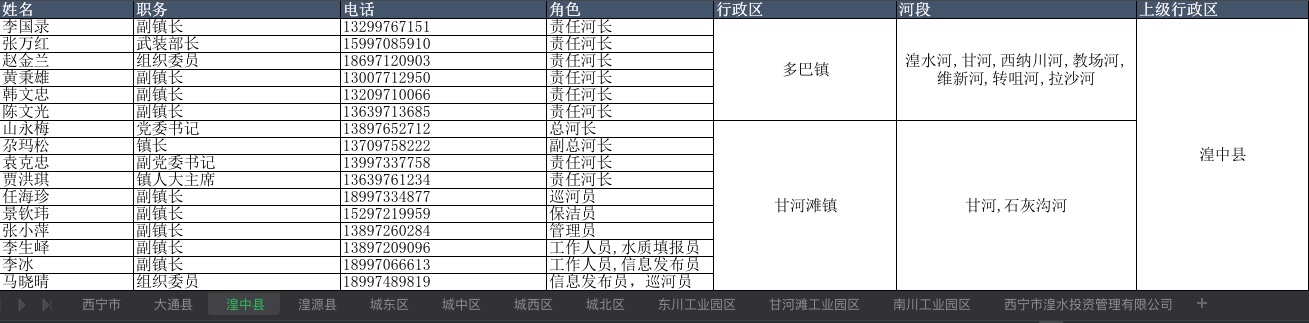 姓名 职务 电话 角色 行政区 河段 上级行政区
李国录 副镇长 13299767151 责任河长
张万红 武装部长 15997085910 责任河长
赵金兰 组织委员 18697120903 责任河长
黄秉雄 副镇长 13007712950 责任河长
韩文忠 副镇长 13209710066 责任河长
陈文光 副镇长 13639713685 责任河长
多巴镇
湟水河,甘河,西纳川河,教场河,
维新河,转咀河,拉沙河
山永梅 党委书记 13897652712 总河长
尕玛松 镇长 13709758222 副总河长
袁克忠 副党委书记 13997337758 责任河长
贾洪琪 镇人大主席 13639761234 责任河长
任海珍 副镇长 18997334877 巡河员
景钦玮 副镇长 15297219959 保洁员
张小萍 副镇长 13897260284 管理员
李生峄 副镇长 13897209096 工作人员,水质填报员
李冰 副镇长 18997066613 工作人员,信息发布员
马晓晴 组织委员 18997489819 信息发布员，巡河员
甘河滩镇
甘河,石灰沟河
湟中县
西宁市 大通县 湟中县 湟源县 城东区 城中区 城西区 城北区 东川工业园区 甘河滩工业园区 南川工业园区 西宁市湟水投资管理有限公司 +